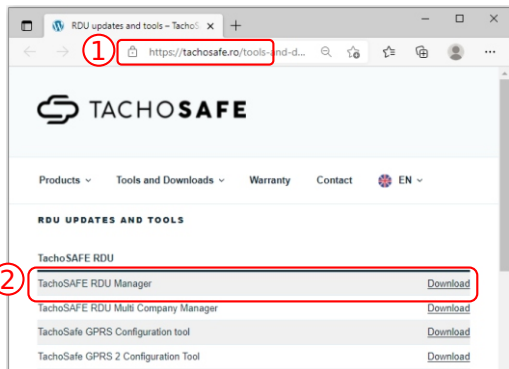 RDU updates and tools – TachoS
1
https://tachosafe.ro/tools-and-d...
TACHOSAFE
Products Tools and Downloads Warranty Contact EN
RDU UPDATES AND TOOLS
TachoSAFE RDU
2
TachoSAFE RDU Manager Download
TachoSAFE RDU Multi Company Manager Download
TachoSafe GPRS Configuration tool Download
TachoSafe GPRS 2 Configuration Tool Download